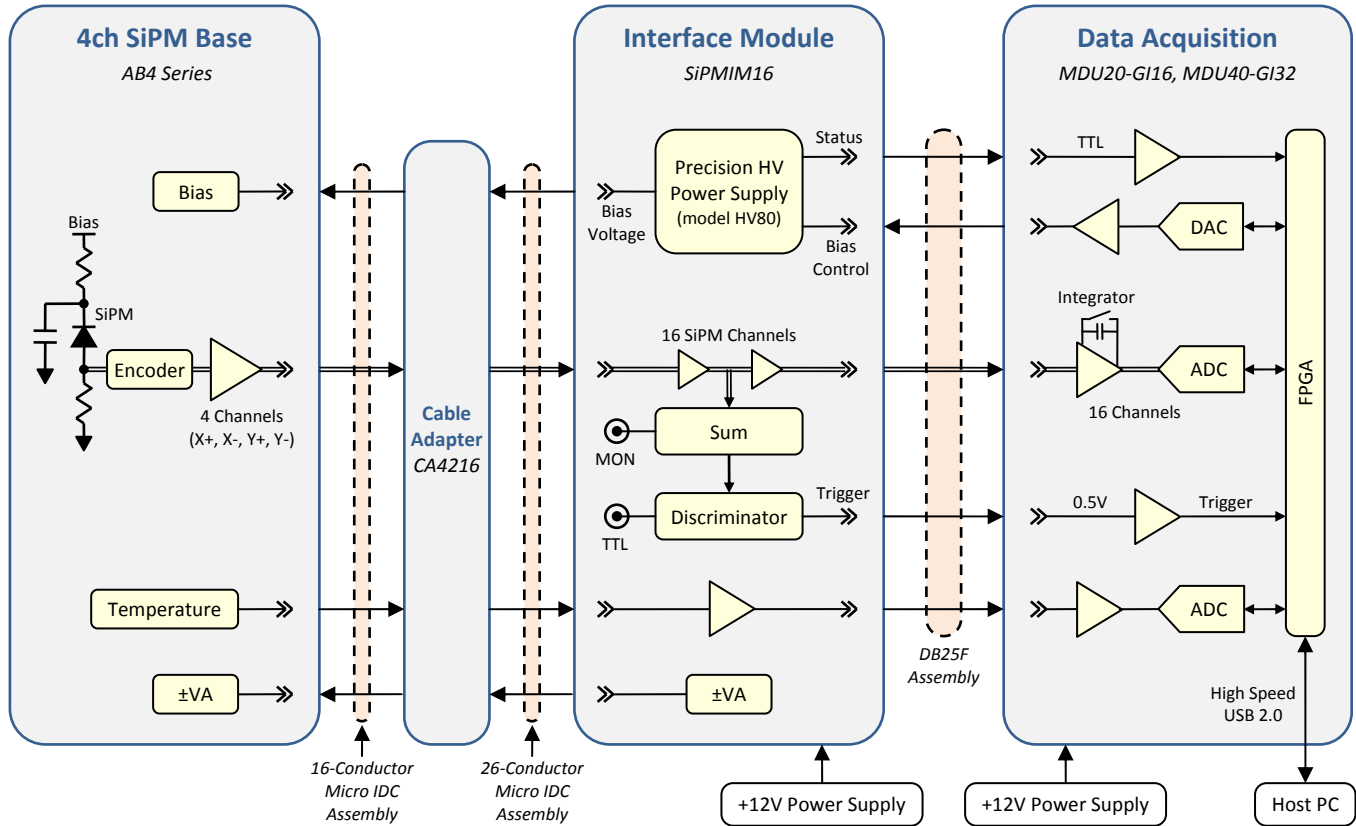 4ch SiPM Base
AB4 Series
Bias
Bias
SiPM
Encoder
4 Channels
(X+, X-, Y+, Y-)
Temperature
±VA
16-Conductor
Micro IDC
Assembly
Cable
Adapter
CA4216
26-Conductor
Micro IDC
Assembly
Interface Module
SiPMIM16
Precision HV
Power Supply
(model HV80)
Status
Bias
Voltage
Bias
Control
16 SiPM Channels
Sum
MON
Discriminator
Trigger
TTL
±VA
+12V Power Supply
DB25F
Assembly
Data Acquisition
MDU20-GI16, MDU40-GI32
TTL
DAC
Integrator
ADC
16 Channels
FPGA
0.5V
Trigger
ADC
High Speed
USB 2.0
+12V Power Supply
Host PC